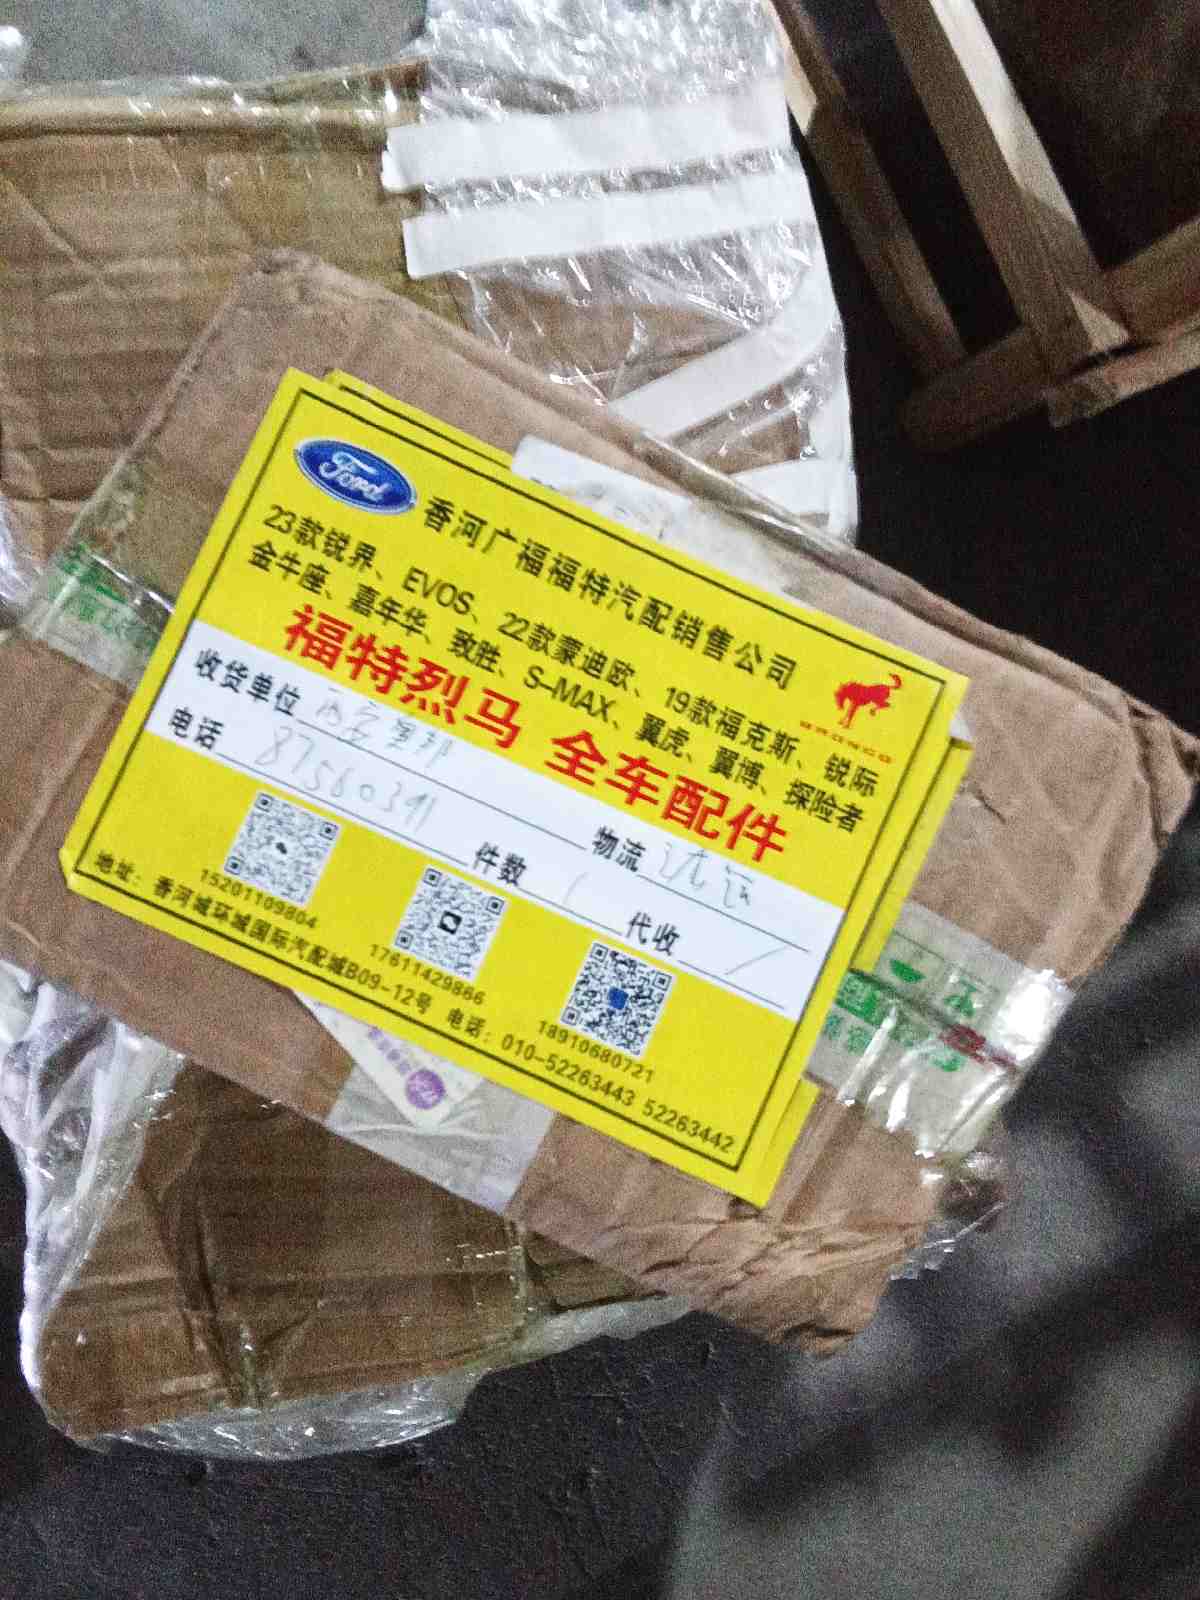 Ford
香河广福福特汽配销售公司
BRONCO
23款锐界、EVOS、22款蒙迪欧、19款福克斯、锐际
金牛座、嘉年华、致胜、S-MAX、翼虎、翼博、探险者
福特烈马 全车配件
收货单位 西安 物流
电话 87560391 件数 1 代收 /
15201109804
17611429866
18910680721
地址：香河城环城国际汽配城B09-12号 电话：010-52263443 52263442